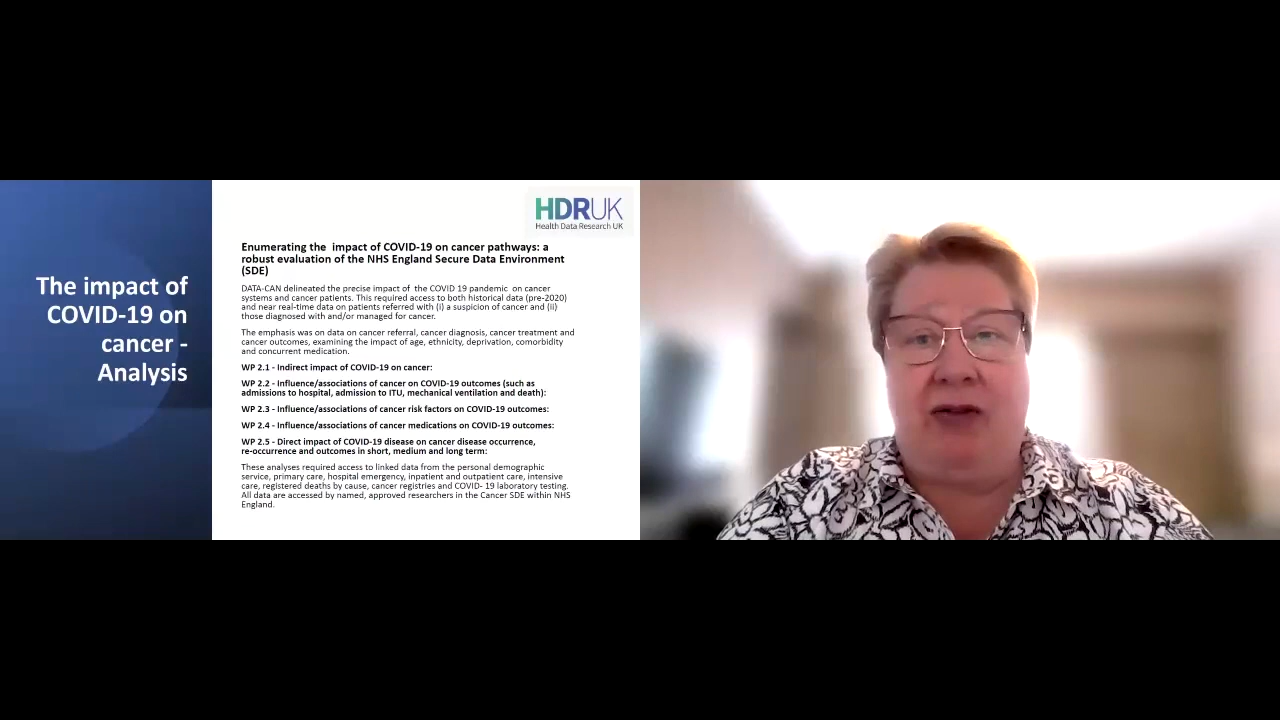 The impact of
COVID-19 on
cancer -
Analysis
HDRUK
Health Data Research UK
Enumerating the  impact of COVID-19 on cancer pathways: a
robust evaluation of the NHS England Secure Data Environment
(SDE)
DATA-CAN delineated the precise impact of  the COVID 19 pandemic  on cancer
systems and cancer patients. This required access to both historical data (pre-2020)
and near real-time data on patients referred with (i) a suspicion of cancer and (ii)
those diagnosed with and/or managed for cancer.
The emphasis was on data on cancer referral, cancer diagnosis, cancer treatment and
cancer outcomes, examining the impact of age, ethnicity, deprivation, comorbidity
and concurrent medication.
WP 2.1 - Indirect impact of COVID-19 on cancer:
WP 2.2 - Influence/associations of cancer on COVID-19 outcomes (such as
admissions to hospital, admission to ITU, mechanical ventilation and death):
WP 2.3 - Influence/associations of cancer risk factors on COVID-19 outcomes:
WP 2.4 - Influence/associations of cancer medications on COVID-19 outcomes:
WP 2.5 - Direct impact of COVID-19 disease on cancer disease occurrence,
re-occurrence and outcomes in short, medium and long term:
These analyses required access to linked data from the personal demographic
service, primary care, hospital emergency, inpatient and outpatient care, intensive
care, registered deaths by cause, cancer registries and COVID- 19 laboratory testing.
All data are accessed by named, approved researchers in the Cancer SDE within NHS
England.